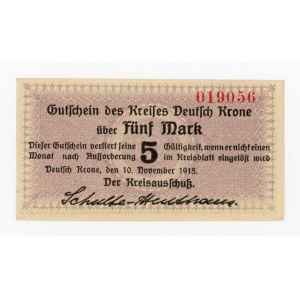 019056
Gutschein des Kreises Deutsch Krone
über Fünf Mark
Dieser Gutschein verliert seine 5 Gültigkeit, wenn er nicht einen
Monat nach Aufforderung im Kreisblatt eingelöst wird
Deutsch Krone, den 10. November 1918.
Der Kreisausschuß.